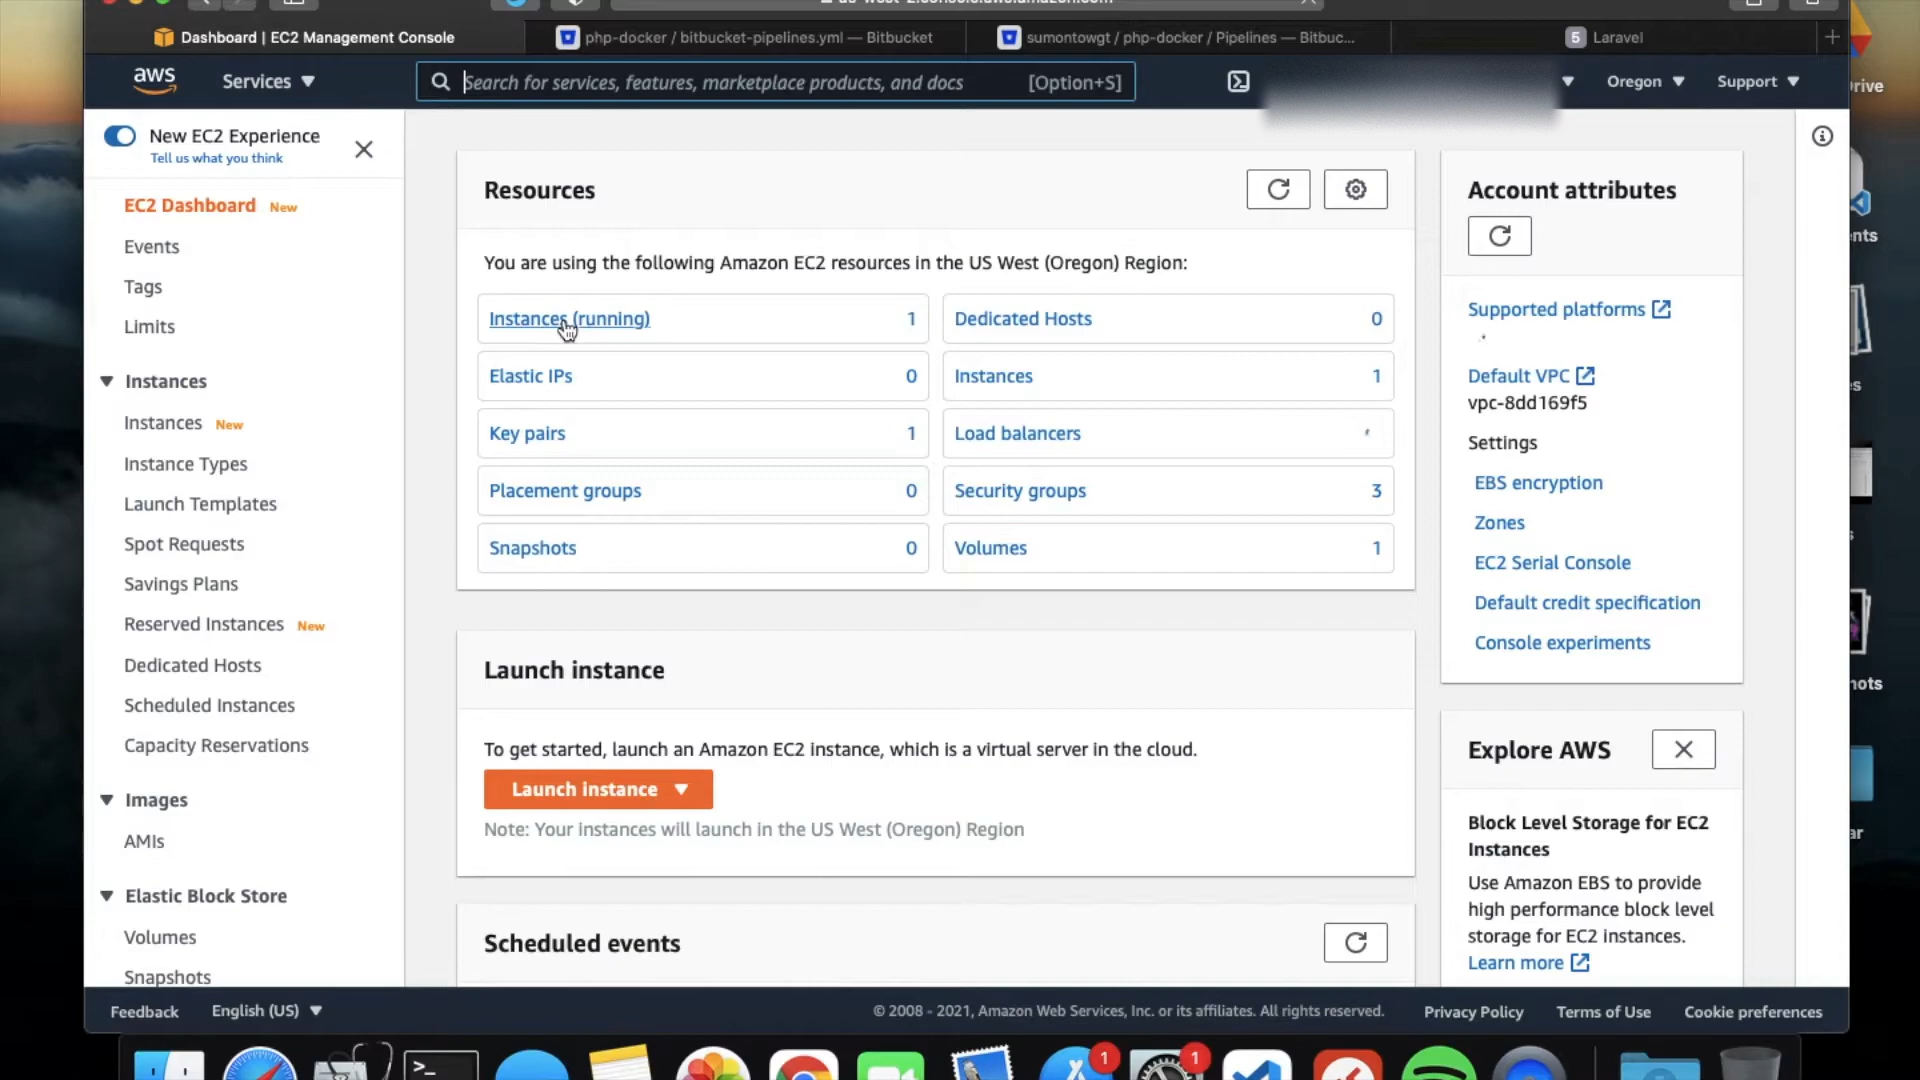 Dashboard | EC2 Management Console
php-docker / bitbucket-pipelines.yml — Bitbucket
sumontowgt / php-docker / Pipelines — Bitbuc...
5 Laravel
aws
Services
Search for services, features, marketplace products, and docs
[Option+S]
Oregon
Support
New EC2 Experience
Tell us what you think
EC2 Dashboard New
Events
Tags
Limits
Instances
Instances New
Instance Types
Launch Templates
Spot Requests
Savings Plans
Reserved Instances New
Dedicated Hosts
Scheduled Instances
Capacity Reservations
Images
AMIs
Elastic Block Store
Volumes
Snapshots
Resources
You are using the following Amazon EC2 resources in the US West (Oregon) Region:
Instances (running) 1
Dedicated Hosts 0
Elastic IPs 0
Instances 1
Key pairs 1
Load balancers
Placement groups 0
Security groups 3
Snapshots 0
Volumes 1
Launch instance
To get started, launch an Amazon EC2 instance, which is a virtual server in the cloud.
Launch instance
Note: Your instances will launch in the US West (Oregon) Region
Scheduled events
Account attributes
Supported platforms
Default VPC
vpc-8dd169f5
Settings
EBS encryption
Zones
EC2 Serial Console
Default credit specification
Console experiments
Explore AWS
Block Level Storage for EC2
Instances
Use Amazon EBS to provide
high performance block level
storage for EC2 instances.
Learn more
Feedback
English (US)
© 2008 - 2021, Amazon Web Services, Inc. or its affiliates. All rights reserved.
Privacy Policy
Terms of Use
Cookie preferences
1
1